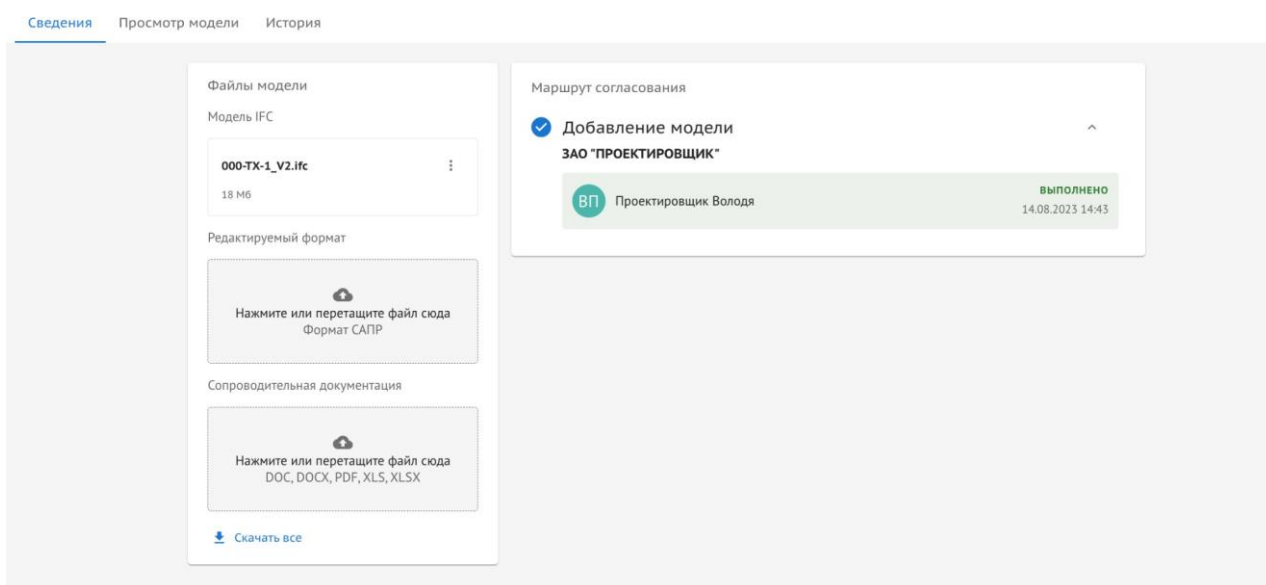 Сведения
Просмотр модели
История
Файлы модели
Модель IFC
000-TX-1_V2.ifc
18 Мб
Редактируемый формат
Нажмите или перетащите файл сюда
Формат САПР
Сопроводительная документация
Нажмите или перетащите файл сюда
DOC, DOCX, PDF, XLS, XLSX
Скачать все
Маршрут согласования
Добавление модели
ЗАО "ПРОЕКТИРОВЩИК"
ВП
Проектировщик Володя
ВЫПОЛНЕНО
14.08.2023 14:43